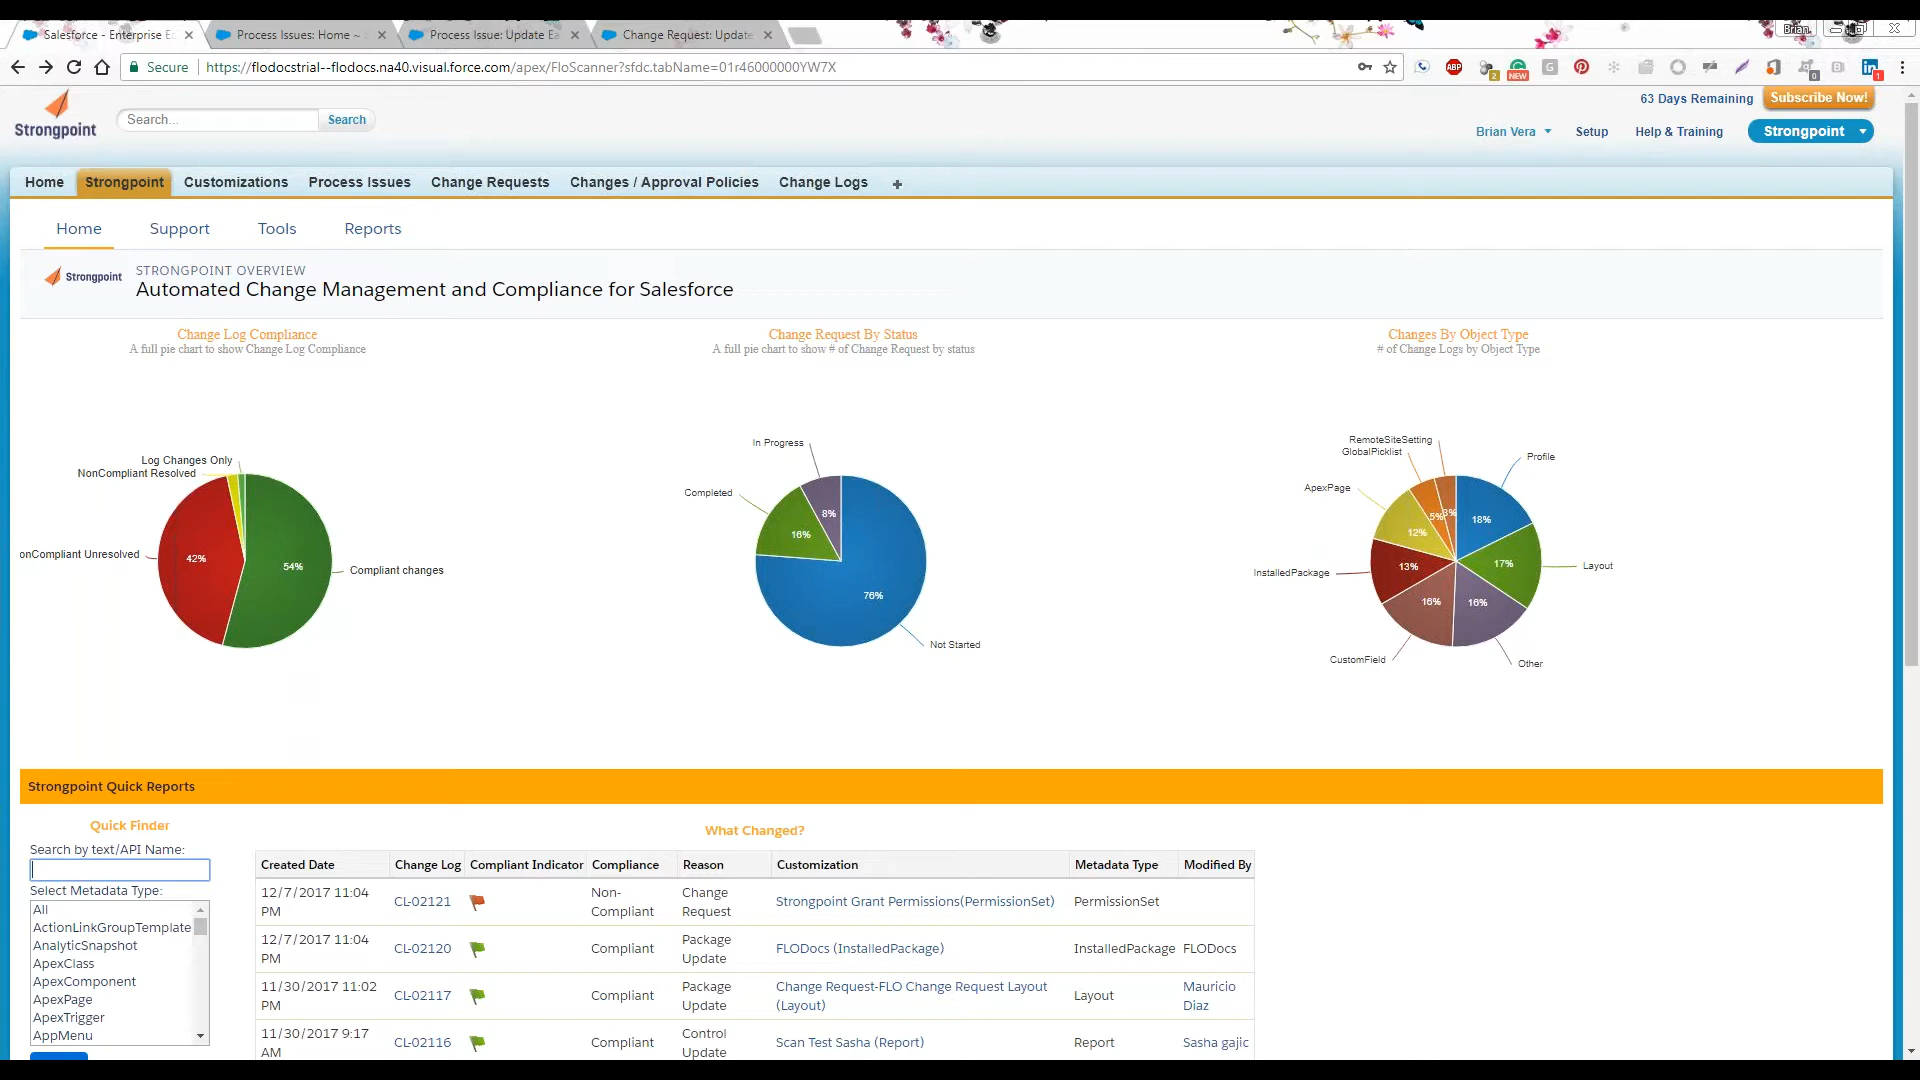 Salesforce - Enterprise Ec
Process Issues: Home ~ s
Process Issue: Update Ea
Change Request: Update
Brian
Secure https://flodocstrial--flodocs.na40.visual.force.com/apex/FloScanner?sfdc.tabName=01r46000000YW7X
ABP
2
NEW
G
0
B
in
1
Strongpoint
Search...
Search
63 Days Remaining
Subscribe Now!
Brian Vera
Setup
Help & Training
Strongpoint
Home
Strongpoint
Customizations
Process Issues
Change Requests
Changes / Approval Policies
Change Logs
+
Home
Support
Tools
Reports
Strongpoint
STRONGPOINT OVERVIEW
Automated Change Management and Compliance for Salesforce
Change Log Compliance
A full pie chart to show Change Log Compliance
Log Changes Only
NonCompliant Resolved
onCompliant Unresolved
42%
54%
Compliant changes
Change Request By Status
A full pie chart to show # of Change Request by status
In Progress
Completed
8%
16%
76%
Not Started
Changes By Object Type
# of Change Logs by Object Type
RemoteSiteSetting
GlobalPicklist
Profile
ApexPage
5%
3%
18%
12%
InstalledPackage
13%
17%
Layout
16%
16%
CustomField
Other
Strongpoint Quick Reports
Quick Finder
Search by text/API Name:
Select Metadata Type:
All
ActionLinkGroupTemplate
AnalyticSnapshot
ApexClass
ApexComponent
ApexPage
ApexTrigger
AppMenu
What Changed?
Created Date Change Log Compliant Indicator Compliance Reason Customization Metadata Type Modified By
12/7/2017 11:04 PM CL-02121 Non-Compliant Change Request Strongpoint Grant Permissions(PermissionSet) PermissionSet
12/7/2017 11:04 PM CL-02120 Compliant Package Update FLODocs (InstalledPackage) InstalledPackage FLODocs
11/30/2017 11:02 PM CL-02117 Compliant Package Update Change Request-FLO Change Request Layout (Layout) Layout Mauricio Diaz
11/30/2017 9:17 AM CL-02116 Compliant Control Update Scan Test Sasha (Report) Report Sasha gajic